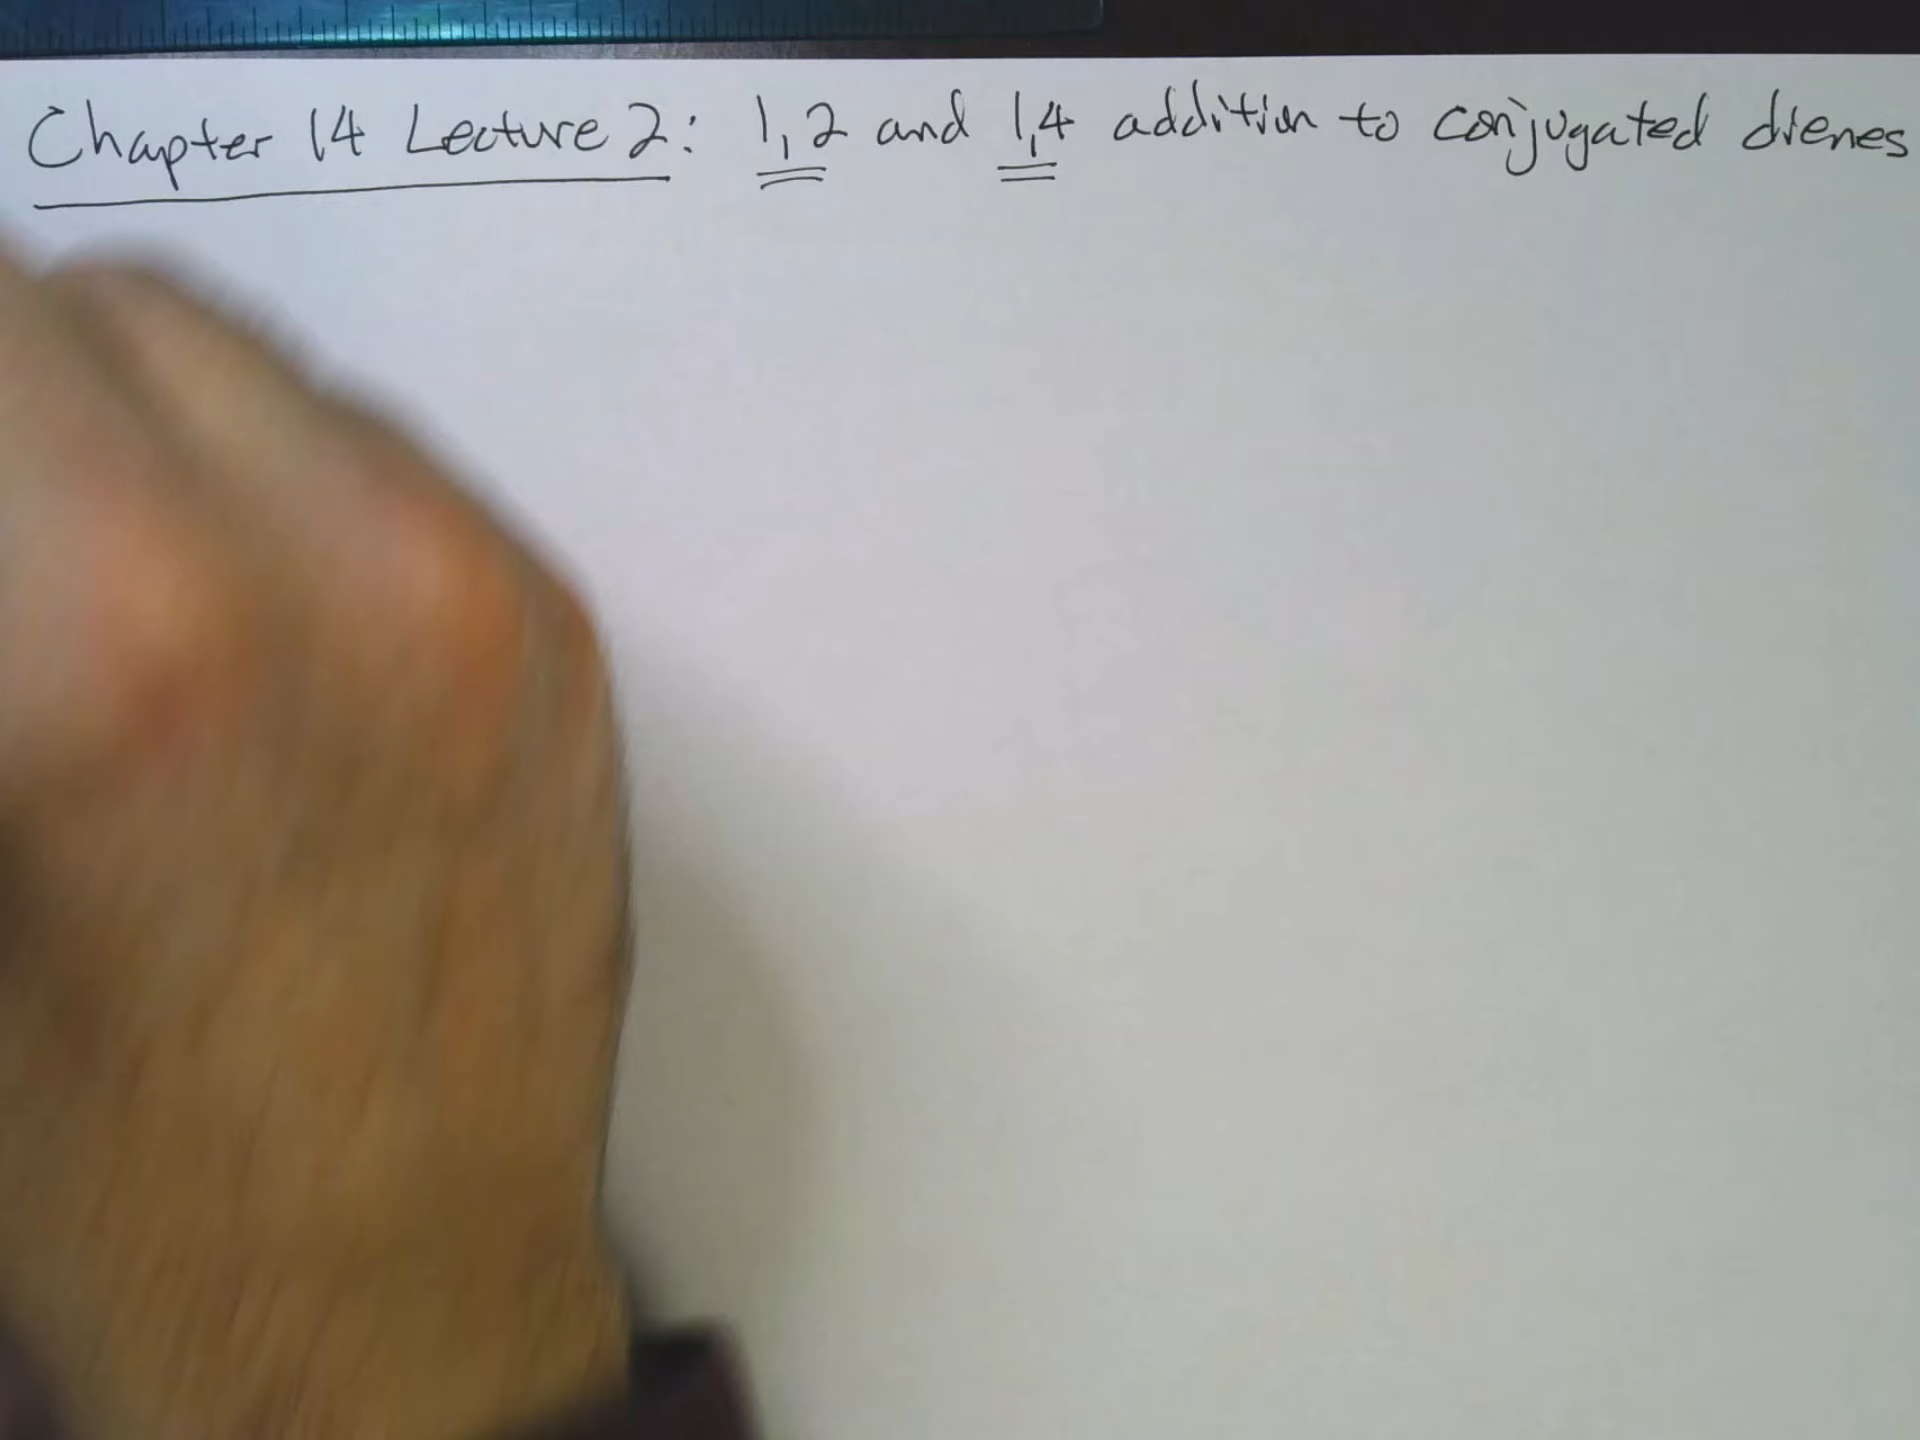 Chapter 14 Lecture 2: 1,2 and 1,4 addition to conjugated dienes